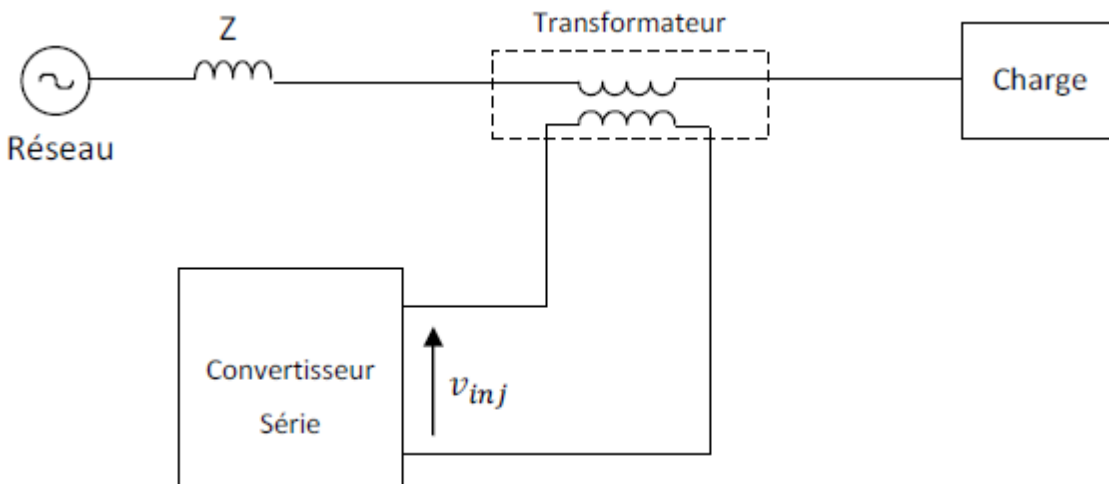 Transformateur
Z
Charge
Réseau
Convertisseur
Série
v_inj